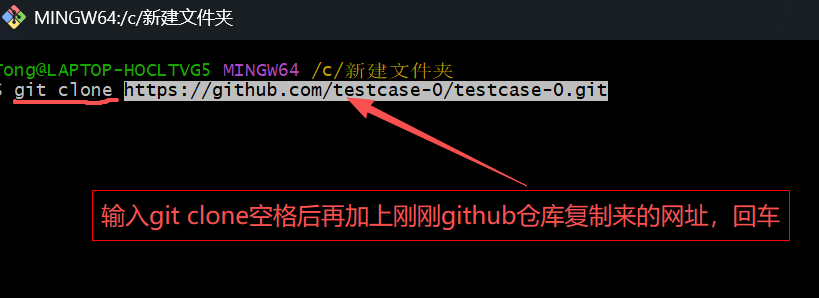 MINGW64:/c/新建文件夹
Tong@LAPTOP-HOCLTVG5 MINGW64 /c/新建文件夹
$ git clone https://github.com/testcase-0/testcase-0.git
输入git clone空格后再加上刚刚github仓库复制来的网址，回车